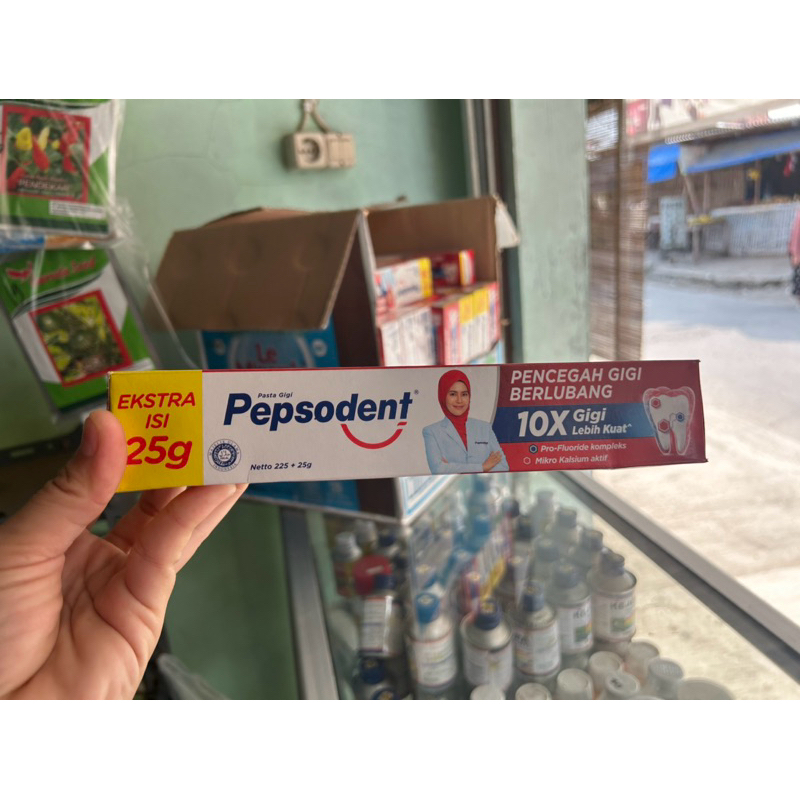 EKSTRA
ISI
25g
Pasta Gigi
Pepsodent®
Netto 225 + 25g
PENCEGAH GIGI
BERLUBANG
10X Gigi
Lebih Kuat^
Pro-Fluoride kompleks
Mikro Kalsium aktif
Le